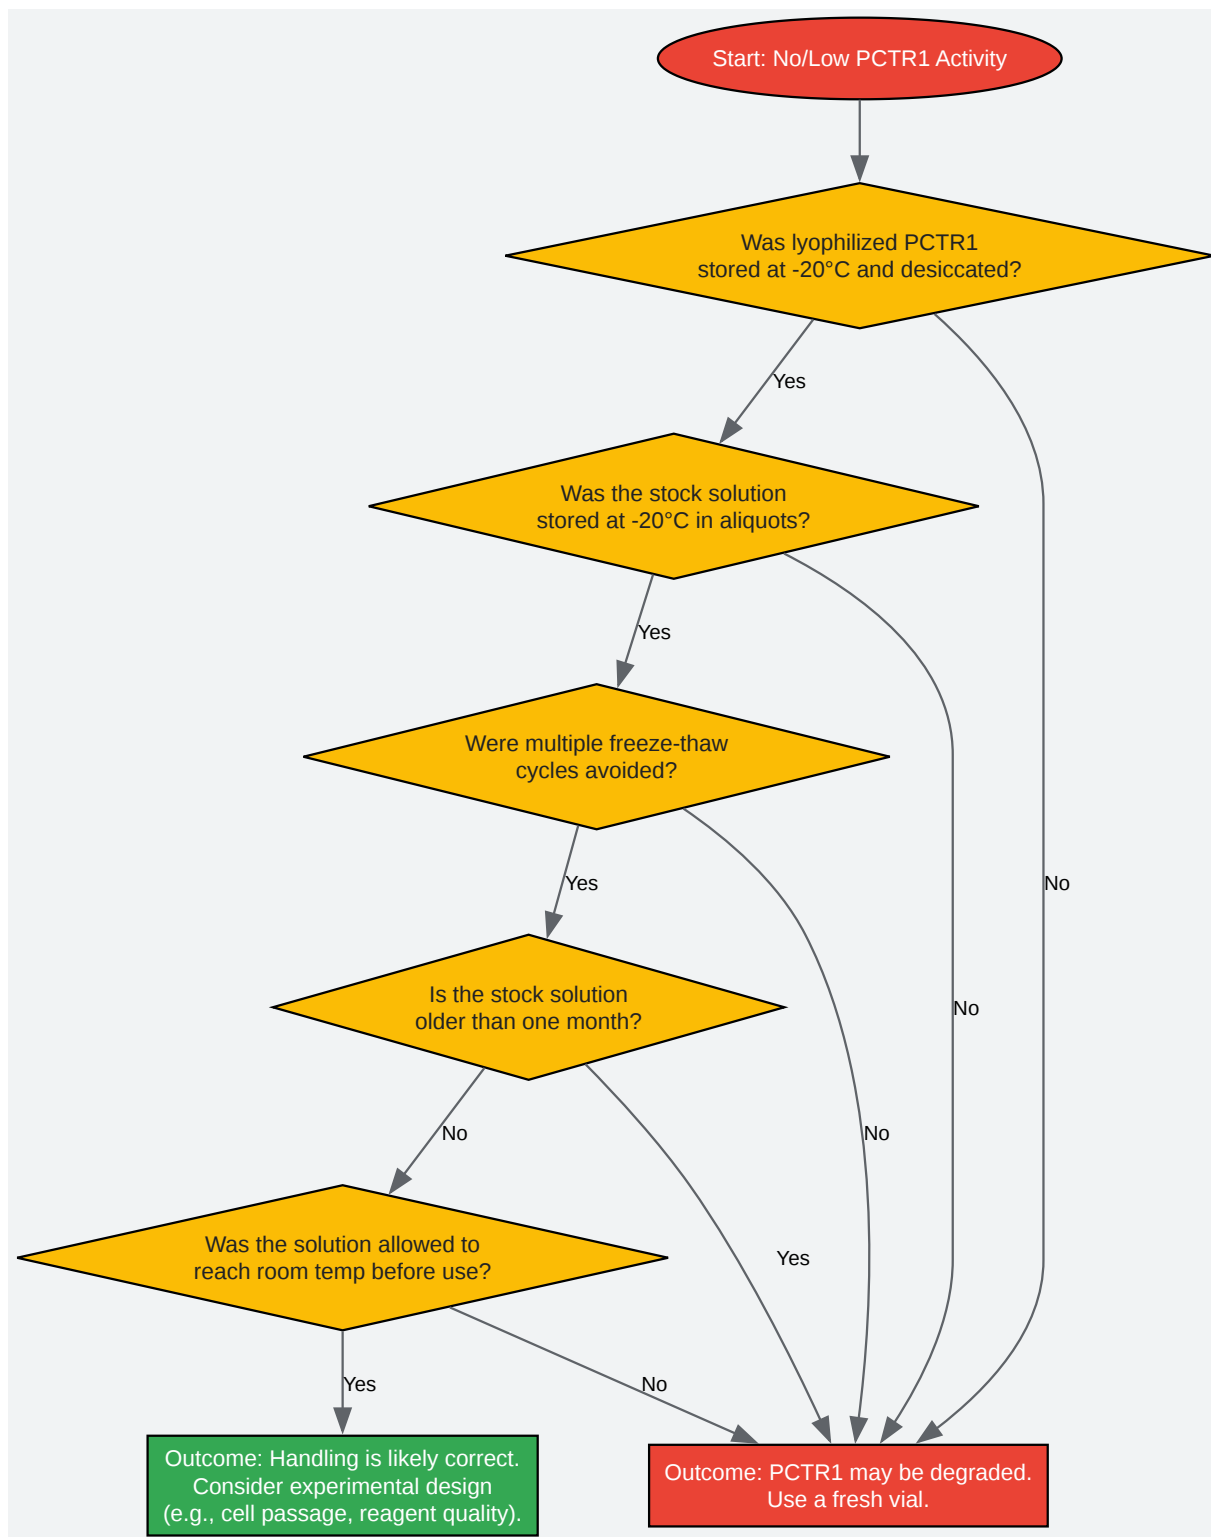 Start: No/Low PCTR1 Activity
Was lyophilized PCTR1
stored at -20°C and desiccated?
Yes
Was the stock solution
stored at -20°C in aliquots?
Yes
Were multiple freeze-thaw
cycles avoided?
Yes
No
Is the stock solution
older than one month?
No
No
No
Was the solution allowed to
reach room temp before use?
Yes
Yes
No
Outcome: Handling is likely correct.
Consider experimental design
(e.g., cell passage, reagent quality).
Outcome: PCTR1 may be degraded.
Use a fresh vial.